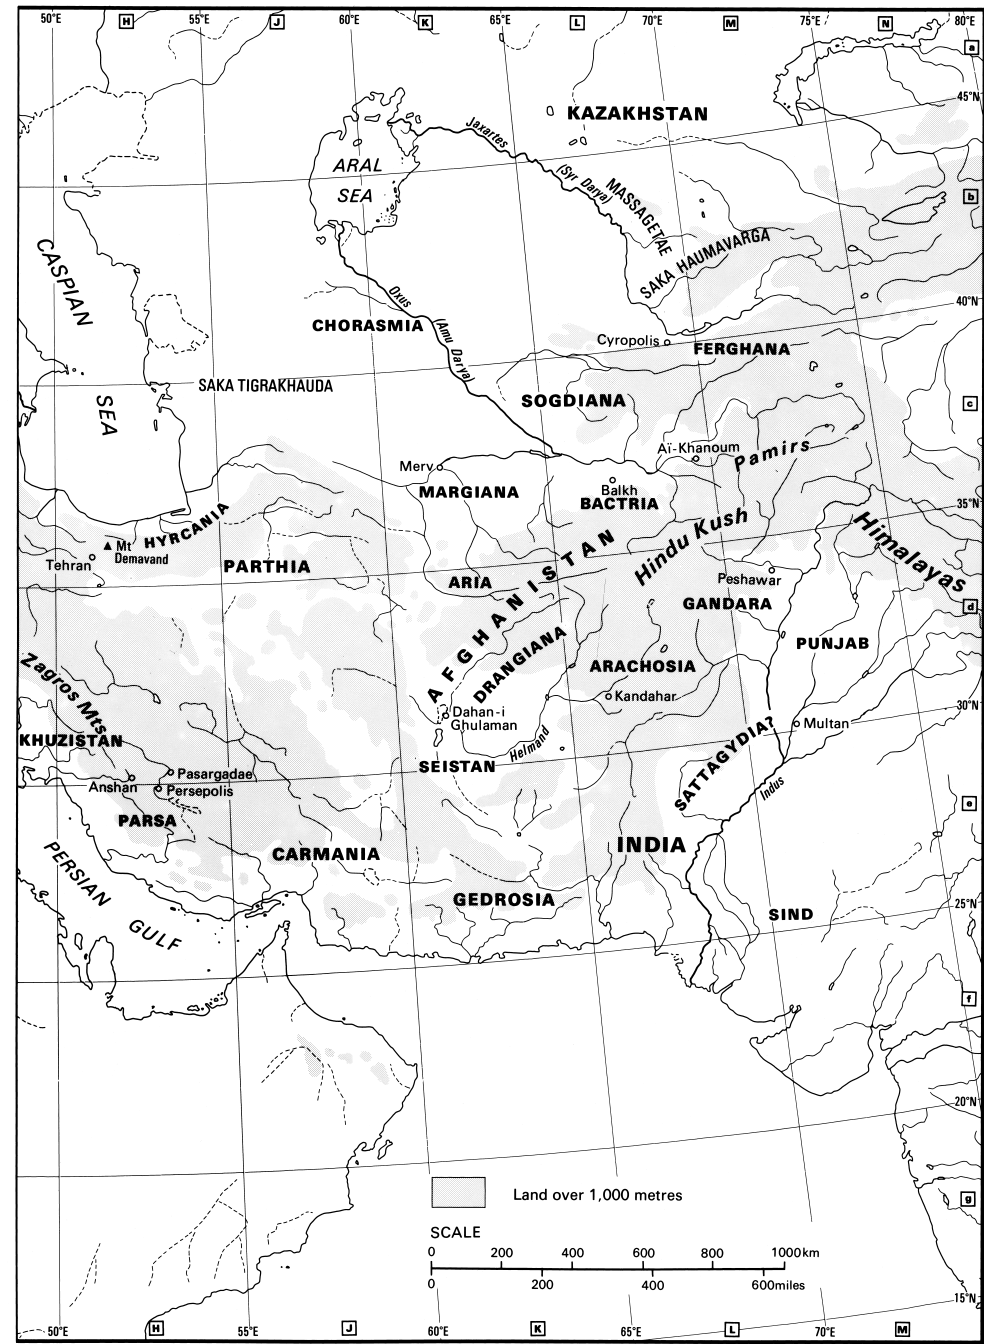 50°E
H
55°E
J
60°E
K
65°E
L
70°E
M
N
80°E
a
45°N
KAZAKHSTAN
Jaxartes
(Syr Darya)
ARAL
SEA
MASSAGETAE
b
SAKA HAUMAVARGA
CASPIAN
SEA
40°N
Oxus
(Amu Darya)
CHORASMIA
Cyropolis
FERGHANA
SAKA TIGRAKHAUDA
SOGDIANA
c
Aï-Khanoum
Pamirs
Merv
MARGIANA
Balkh
BACTRIA
35°N
HYRCANIA
Hindu Kush
Himalayas
Mt
Demavand
Tehran
PARTHIA
ARIA
AFGHANISTAN
Peshawar
GANDARA
d
PUNJAB
DRANGIANA
ARACHOSIA
Zagros Mts
Kandahar
30°N
Dahan-i
Ghulaman
Multan
KHUZISTAN
Helmand
SEISTAN
SATTAGYDIA?
Pasargadae
Anshan
Persepolis
Indus
e
PARSA
INDIA
CARMANIA
PERSIAN
GULF
GEDROSIA
25°N
SIND
f
20°N
Land over 1,000 metres
g
SCALE
0 200 400 600 800 1000km
0 200 400 600miles
15°N
50°E
H
55°E
J
60°E
K
65°E
L
70°E
M